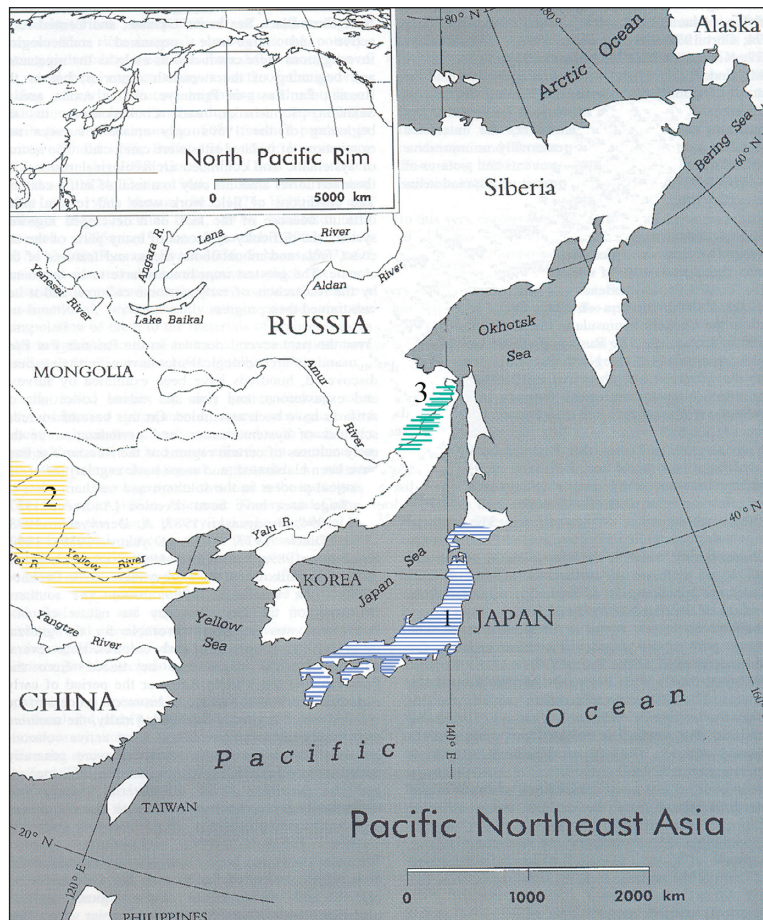 80° N
80° N
Alaska
Arctic Ocean
Bering Sea
60° N
North Pacific Rim
0 5000 km
Siberia
Angara R.
Lena River
Yenesei River
Aldan River
Lake Baikal
RUSSIA
Okhotsk Sea
MONGOLIA
Amur River
3
2
40° N
Yalu R.
Wei R. Yellow River
KOREA
Japan Sea
1 JAPAN
Yellow Sea
Yangtze River
CHINA
Pacific Ocean
140° E
160°
TAIWAN
Pacific Northeast Asia
20° N
0 1000 2000 km
120° E
PHILIPPINES